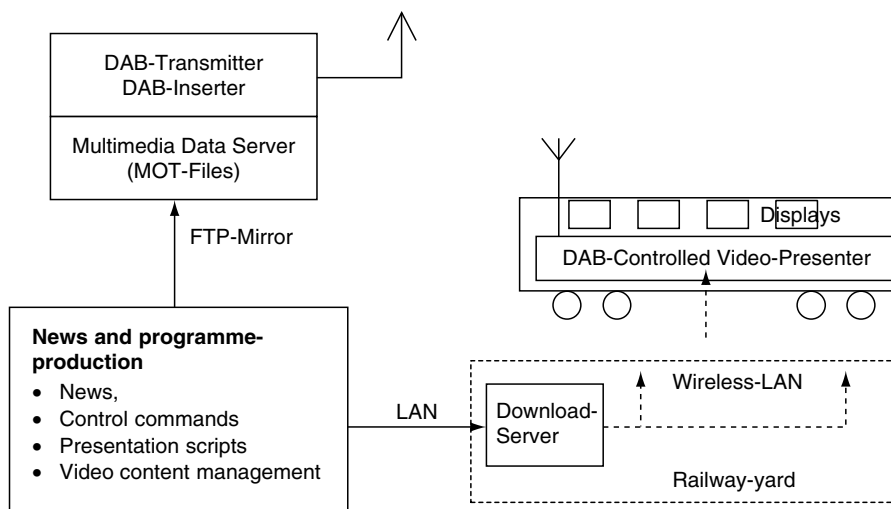 DAB-Transmitter
DAB-Inserter
Multimedia Data Server
(MOT-Files)
FTP-Mirror
Displays
DAB-Controlled Video-Presenter
News and programme-
production
• News,
• Control commands
• Presentation scripts
• Video content management
LAN
Download-
Server
Wireless-LAN
Railway-yard